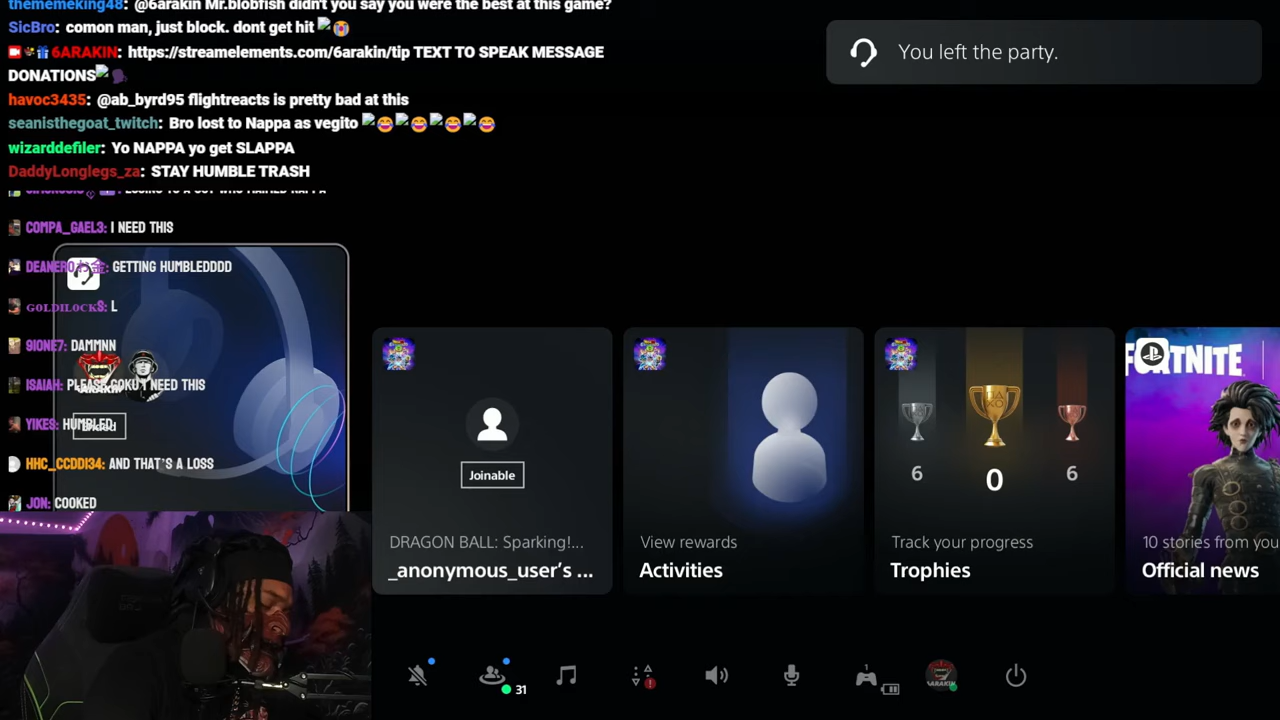 thememeking48: @6arakin Mr.blobfish didn't you say you were the best at this game?
SicBro: comon man, just block. dont get hit
6ARAKIN: https://streamelements.com/6arakin/tip TEXT TO SPEAK MESSAGE
DONATIONS
havoc3435: @ab_byrd95 flightreacts is pretty bad at this
seanisthegoat_twitch: Bro lost to Nappa as vegito
wizarddefiler: Yo NAPPA yo get SLAPPA
DaddyLonglegs_za: STAY HUMBLE TRASH
COMPA_GAEL3: I NEED THIS
GETTING HUMBLEDDDD
GOLDILOCKS: L
9IONE7: DAMMNN
ISAIAH: PLEASE GOKU I NEED THIS
YIKES: HUMBLED
HHC_CCDD134: AND THAT'S A LOSS
JON: COOKED
You left the party.
Joinable
DRAGON BALL: Sparking!...
_anonymous_user's ...
View rewards
Activities
6
0
6
Track your progress
Trophies
FORTNITE
10 stories from you
Official news
31